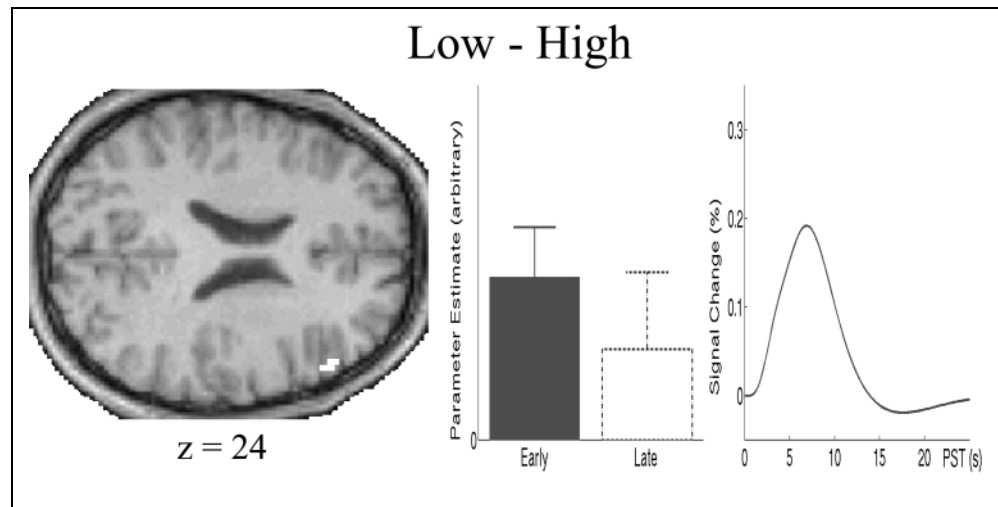 Low - High
z = 24
Parameter Estimate (arbitrary)
0
Early
Late
Signal Change (%)
0.3
0.2
0.1
0
0
5
10
15
20
PST (s)